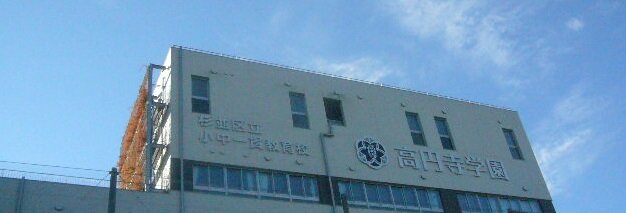 杉並区立
小中一貫教育校
高円寺学園